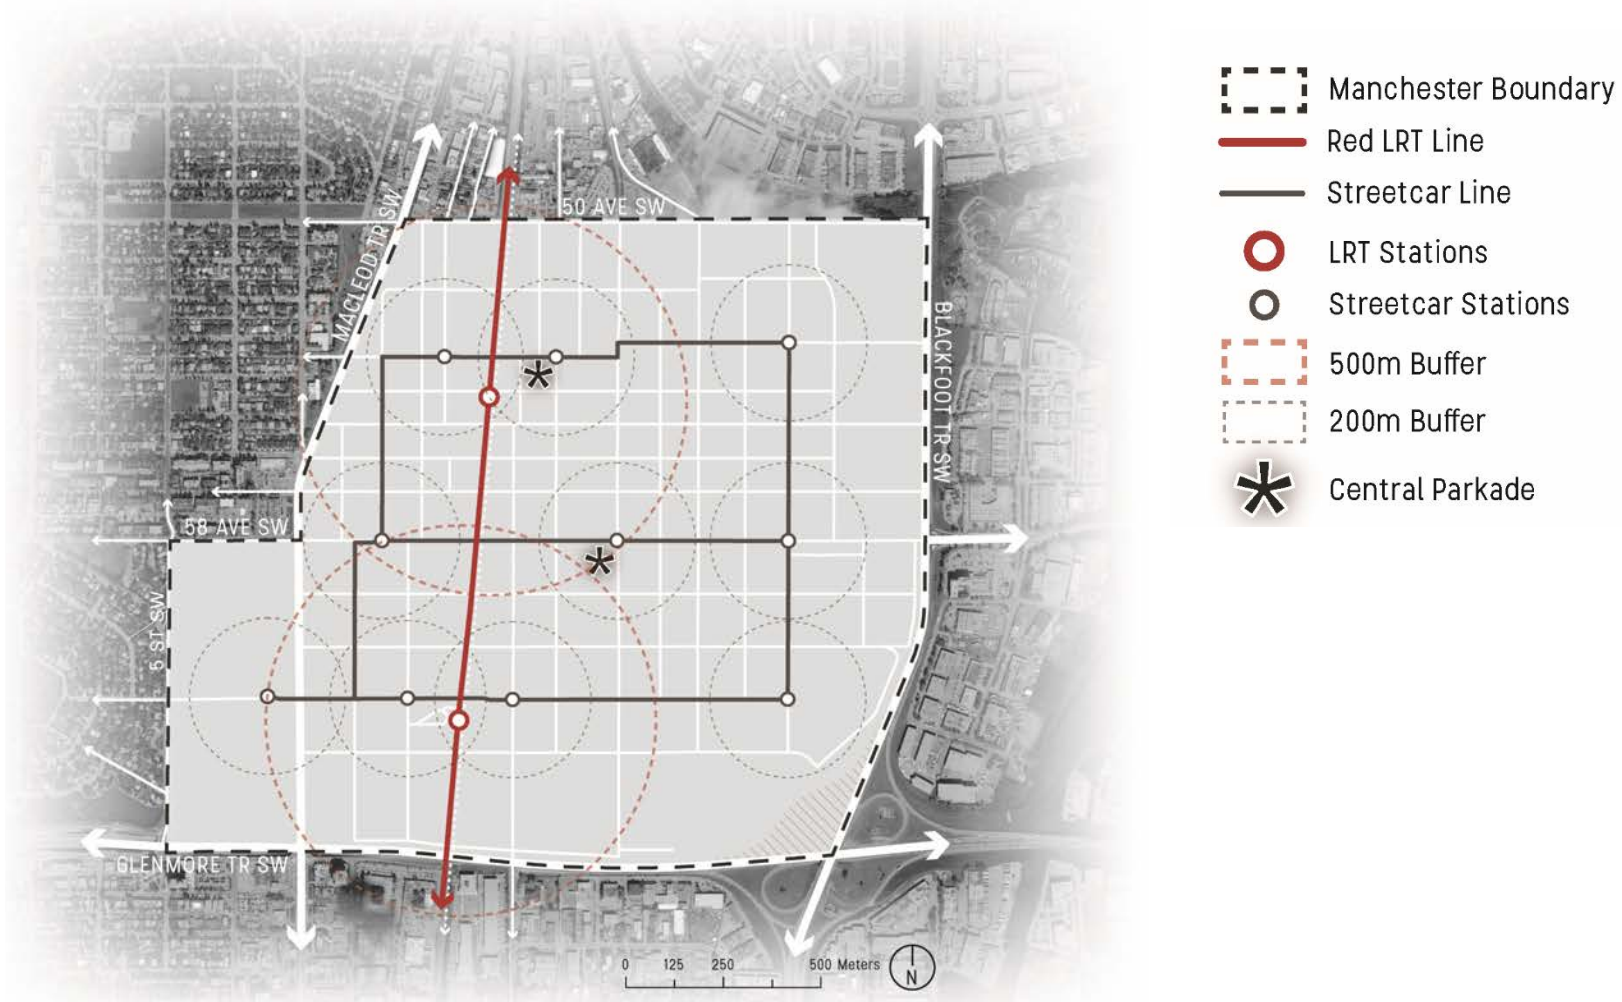 50 AVE SW
MACLEOD TR SW
BLACKFOOT TR SW
58 AVE SW
5 ST SW
GLENMORE TR SW
0 125 250 500 Meters
N
Manchester Boundary
Red LRT Line
Streetcar Line
LRT Stations
Streetcar Stations
500m Buffer
200m Buffer
Central Parkade